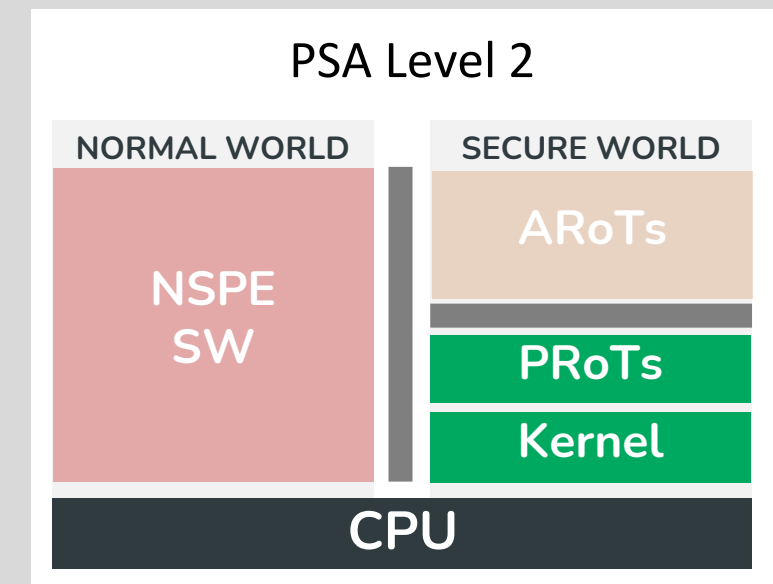 PSA Level 2
NORMAL WORLD
SECURE WORLD
NSPE
SW
ARoTs
PRoTs
Kernel
CPU